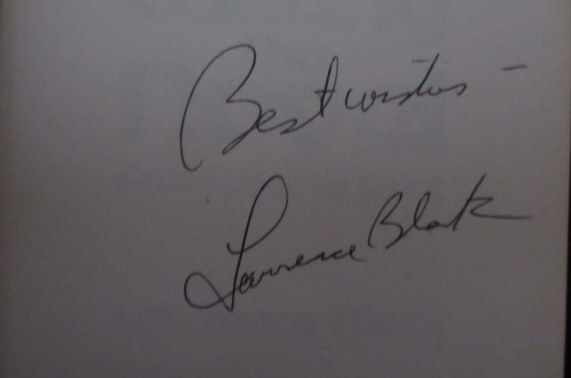 Best wishes –
Lawrence Block